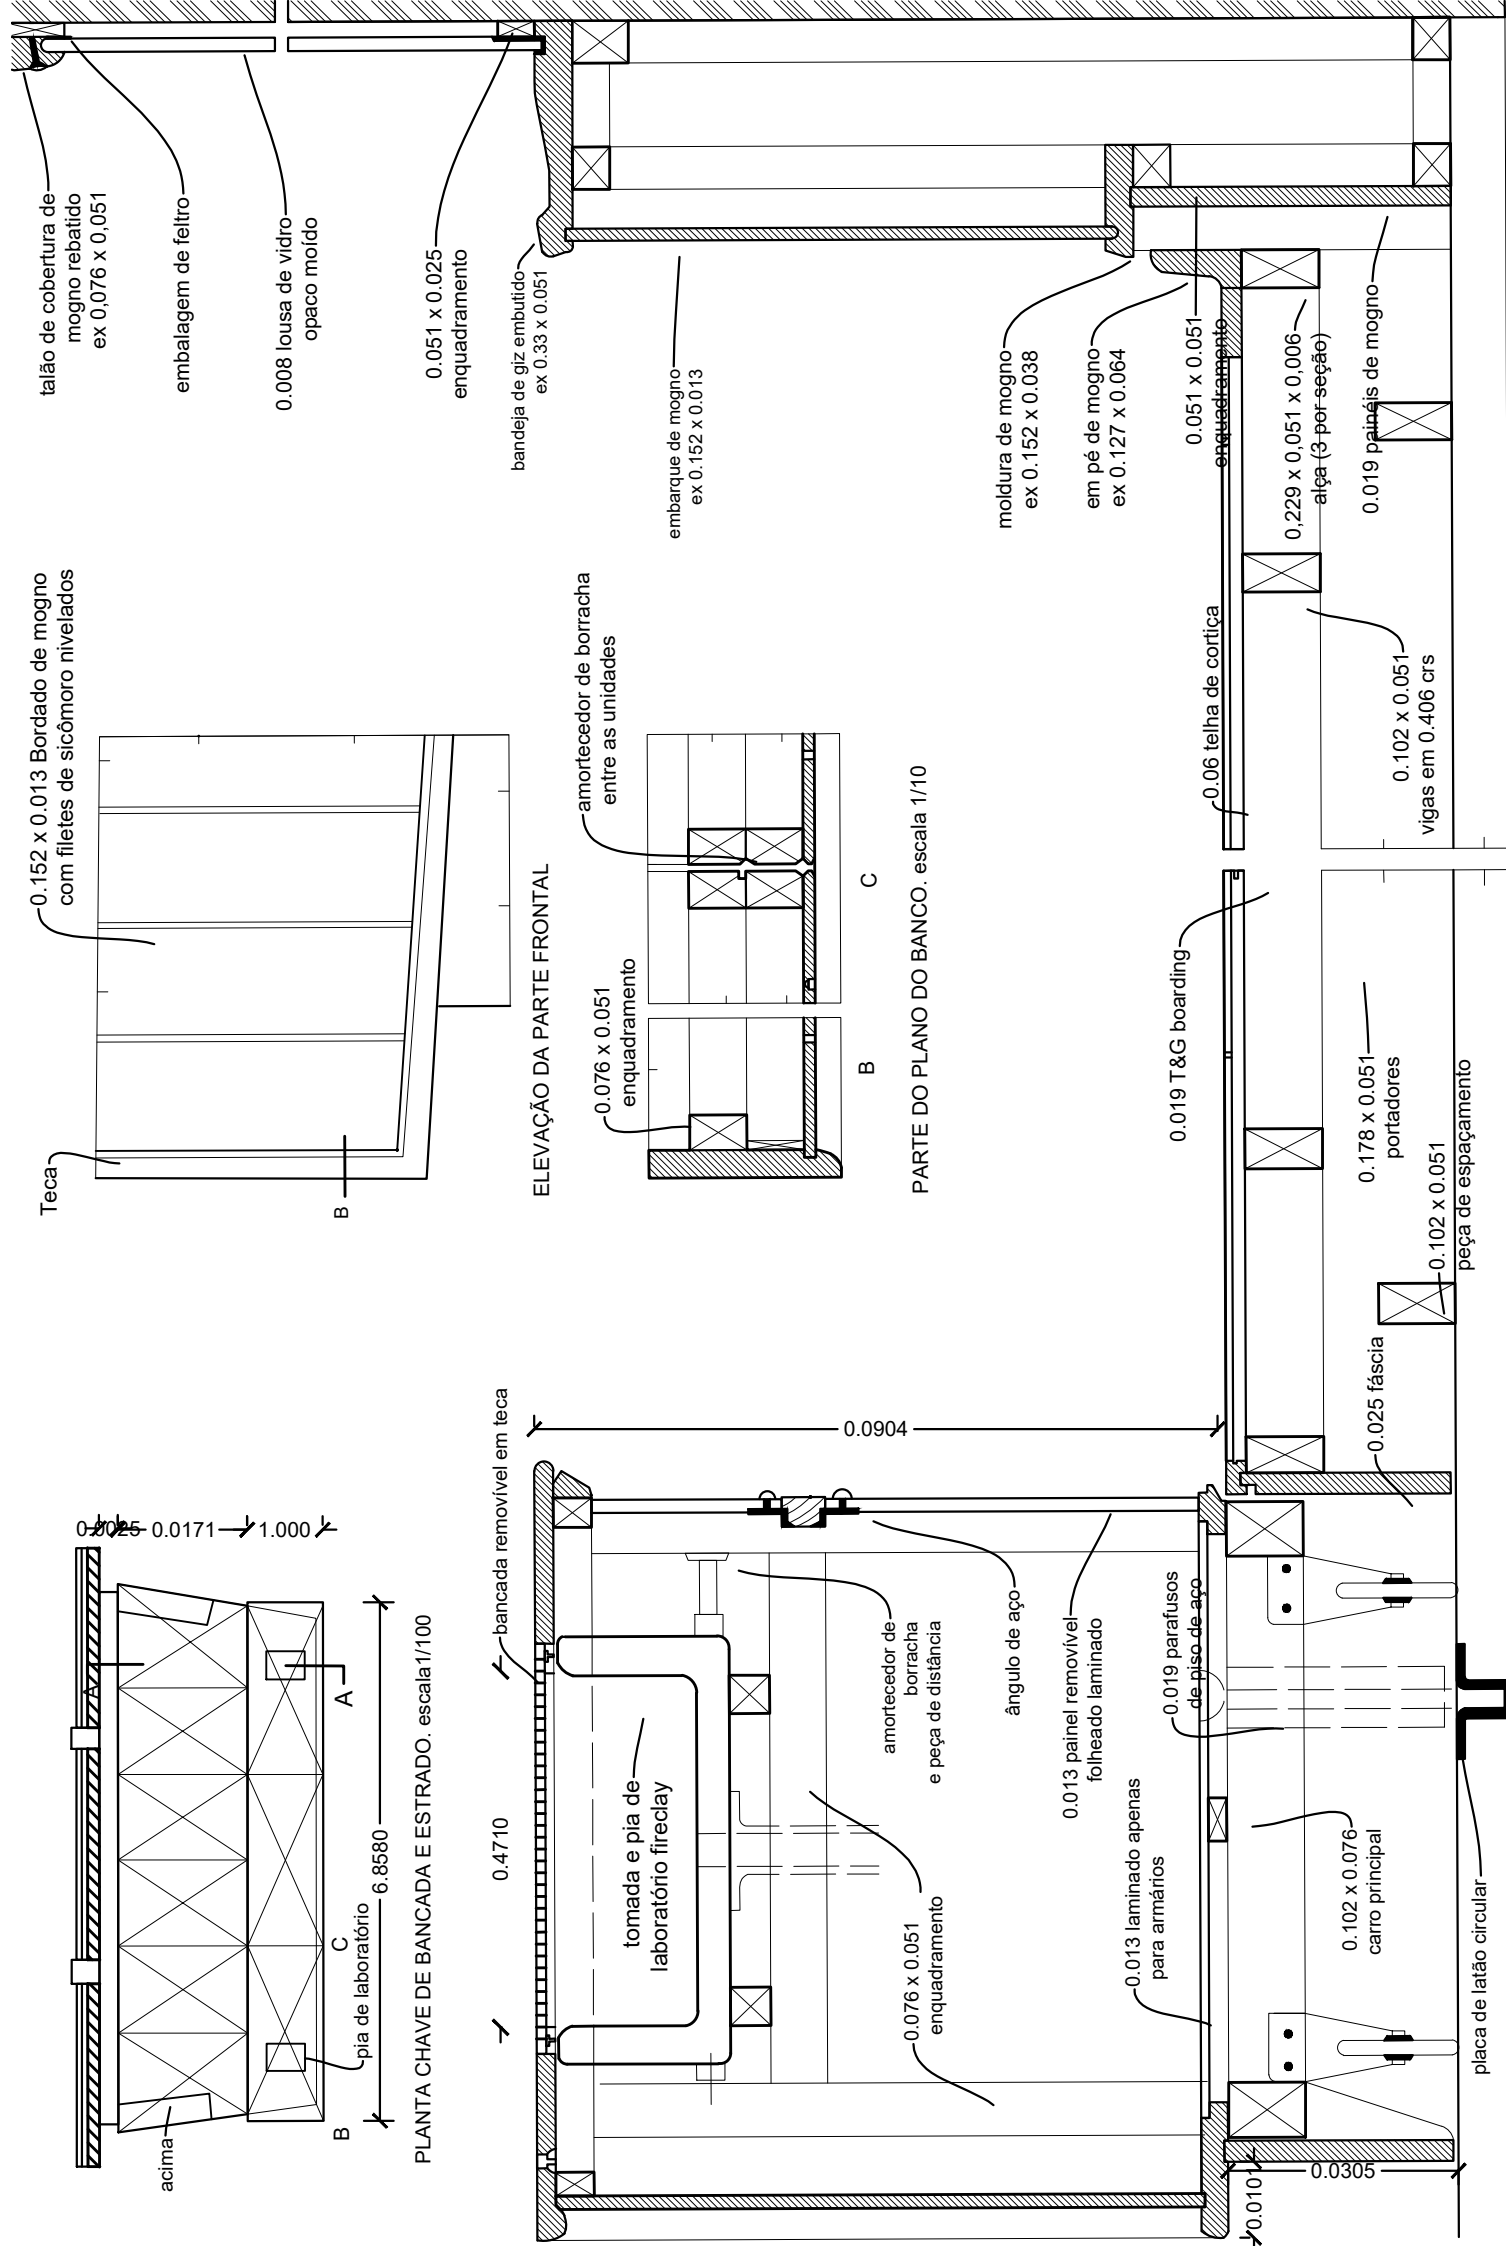 talão de cobertura de
mogno rebatido
ex 0,076 x 0,051
embalagem de feltro
0.008 lousa de vidro
opaco moído
0.051 x 0.025
enquadramento
bandeja de giz embutido
ex 0.33 x 0.051
embarque de mogno
ex 0.152 x 0.013
moldura de mogno
ex 0.152 x 0.038
em pé de mogno
ex 0.127 x 0.064
0.051 x 0.051
enquadramento
0,229 x 0,051 x 0,006
alça (3 por seção)
0.019 painéis de mogno
0.152 x 0.013 Bordado de mogno
com filetes de sicômoro nivelados
Teca
B
ELEVAÇÃO DA PARTE FRONTAL
amortecedor de borracha
entre as unidades
0.076 x 0.051
enquadramento
B
C
PARTE DO PLANO DO BANCO. escala 1/10
0.06 telha de cortiça
0.102 x 0.051
vigas em 0.406 crs
0.019 T&G boarding
0.178 x 0.051
portadores
0.102 x 0.051
peça de espaçamento
0.025 fáscia
0.0025
0.0171
1.000
A
A
acima
pia de laboratório
B
C
6.8580
PLANTA CHAVE DE BANCADA E ESTRADO. escala1/100
bancada removível em teca
0.4710
0.0904
tomada e pia de
laboratório fireclay
amortecedor de
borracha
e peça de distância
ângulo de aço
0.013 painel removível
folheado laminado
0.076 x 0.051
enquadramento
0.013 laminado apenas
para armários
0.019 parafusos
de piso de aço
0.102 x 0.076
carro principal
placa de latão circular
0.0101
0.0305